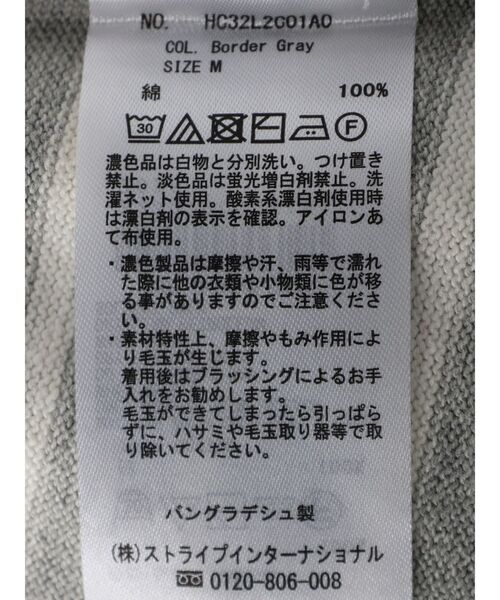 NO. HC32L2C01A0
COL. Border Gray
SIZE M
綿 100%
30 F
濃色品は白物と分別洗い。つけ置き
禁止。淡色品は蛍光増白剤禁止。洗
濯ネット使用。酸素系漂白剤使用時
は漂白剤の表示を確認。アイロンあ
て布使用。
・濃色製品は摩擦や汗、雨等で濡れ
た際に他の衣類や小物類に色が移
る事がありますのでご注意くださ
い。
・素材特性上、摩擦やもみ作用によ
り毛玉が生じます。
着用後はブラッシングによるお手
入れをお勧めします。
毛玉ができてしまったら引っぱら
ずに、ハサミや毛玉取り器等で取
り除いてください。
バングラデシュ製
(株)ストライプインターナショナル
0120-806-008